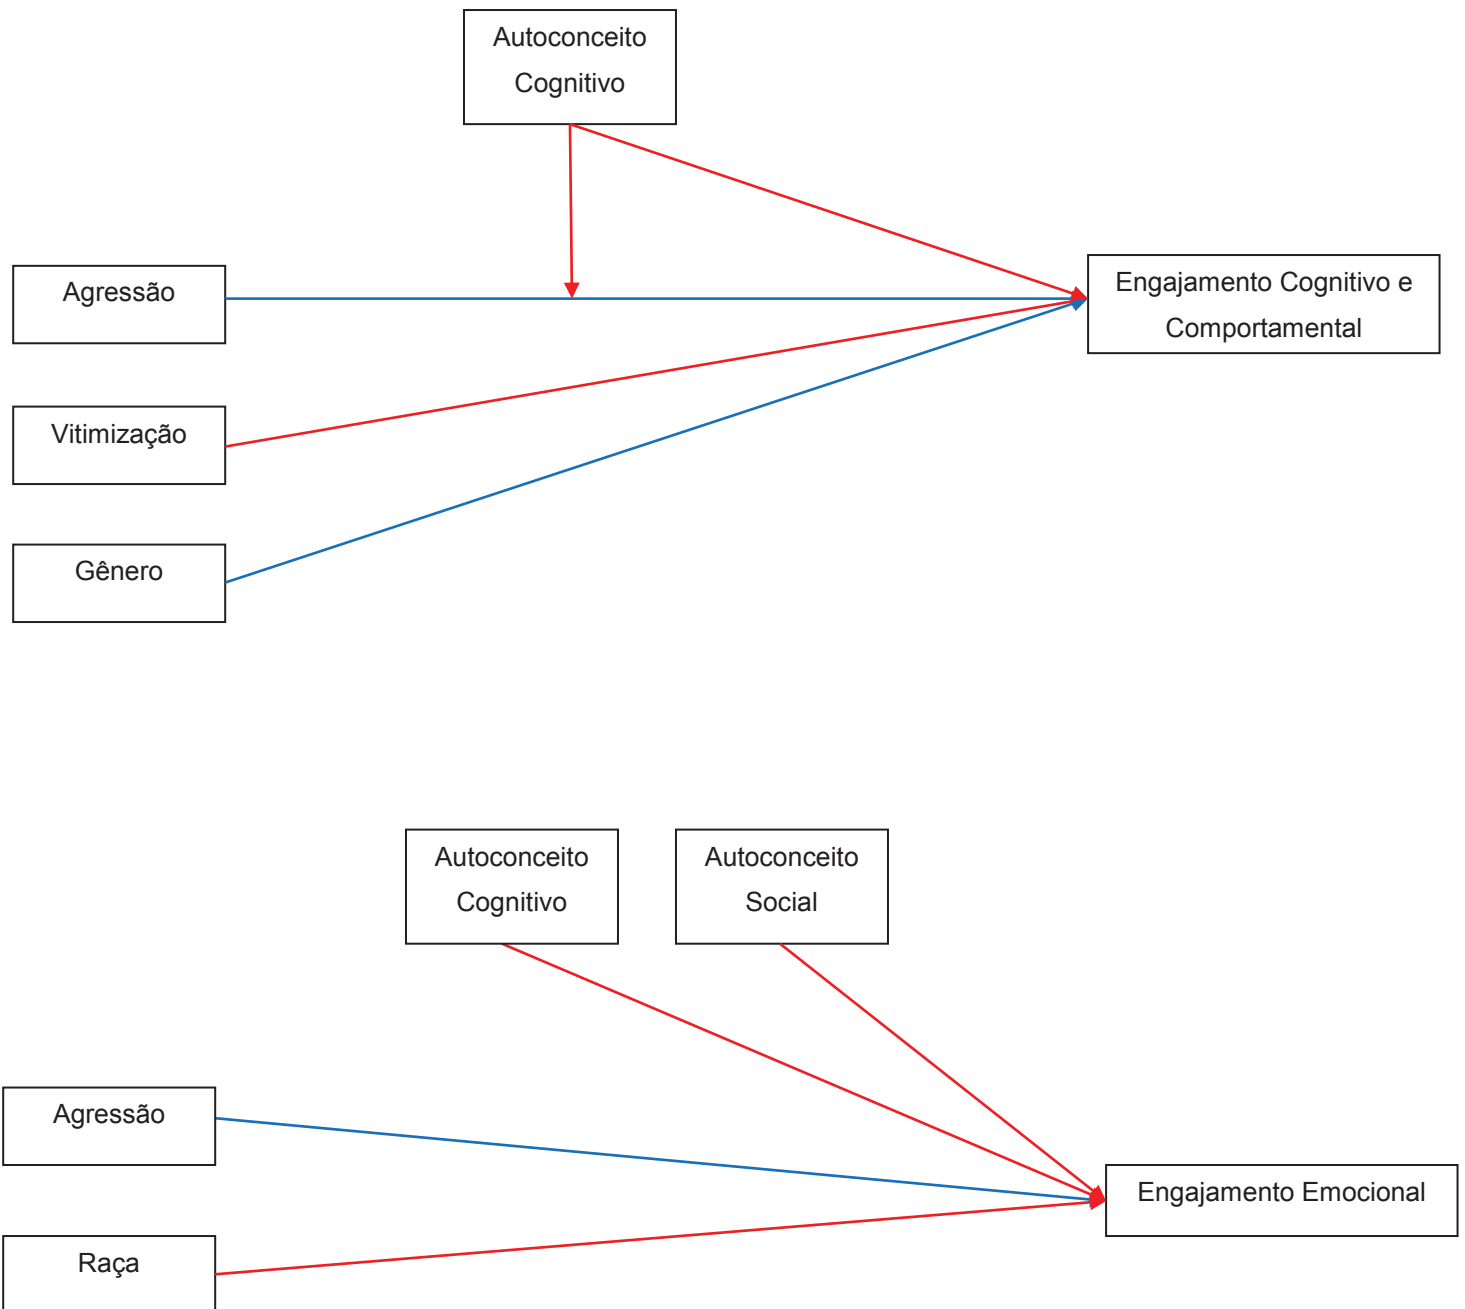 Autoconceito
Cognitivo
Agressão
Engajamento Cognitivo e
Comportamental
Vitimização
Gênero
Autoconceito
Cognitivo
Autoconceito
Social
Agressão
Engajamento Emocional
Raça